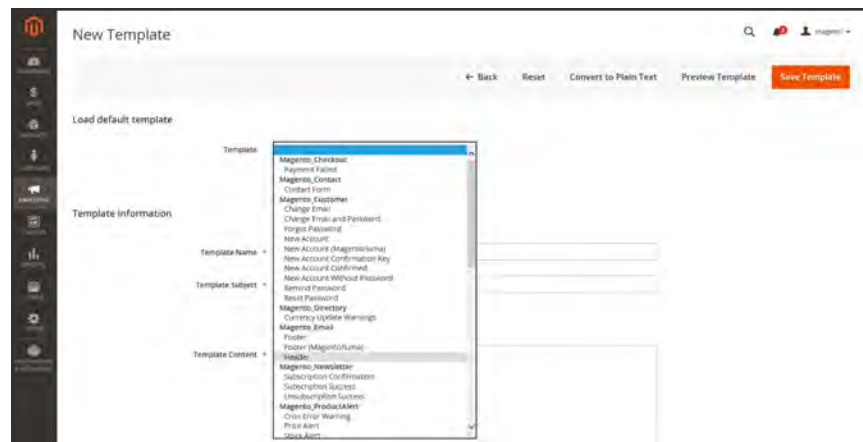 New Template
← Back Reset Convert to Plain Text Preview Template Save Template
Load default template
Template
Magento_Checkout
Payment Failed
Magento_Contact
Contact Form
Magento_Customer
Change Email
Change Email and Password
Forgot Password
New Account
New Account (Magento/luma)
New Account Confirmation Key
New Account Confirmed
New Account Without Password
Remind Password
Reset Password
Magento_Directory
Currency Update Warnings
Magento_Email
Footer
Footer (Magento/luma)
Header
Magento_Newsletter
Subscription Confirmation
Subscription Success
Unsubscription Success
Magento_ProductAlert
Cron Error Warning
Price Alert
Stock Alert
Template Information
Template Name *
Template Subject *
Template Content *